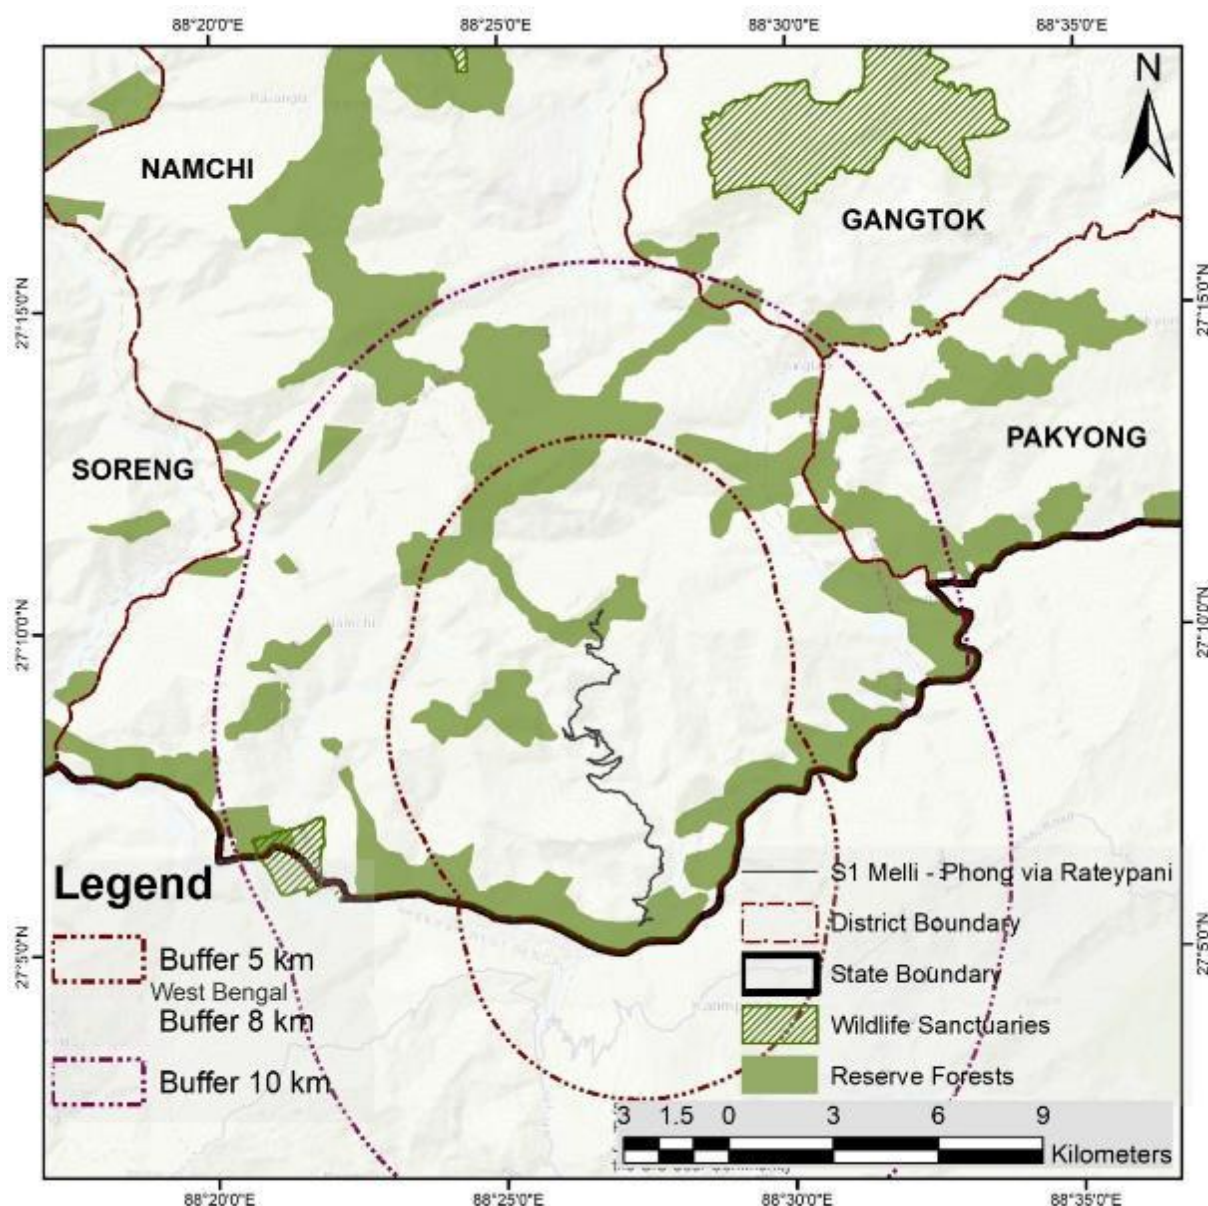 88°20'0"E 88°25'0"E 88°30'0"E 88°35'0"E
N
NAMCHI
GANGTOK
27°15'0"N 27°15'0"N
PAKYONG
SORENG
27°10'0"N 27°10'0"N
Namchi
Legend
S1 Melli - Phong via Rateypani
District Boundary
27°5'0"N 27°5'0"N
Buffer 5 km
State Boundary
West Bengal
Buffer 8 km
Wildlife Sanctuaries
Buffer 10 km
Reserve Forests
3 1.5 0 3 6 9
Kilometers
88°20'0"E 88°25'0"E 88°30'0"E 88°35'0"E